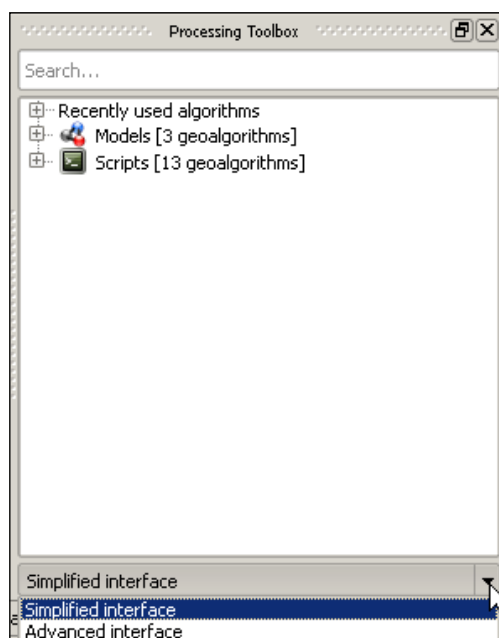 Processing Toolbox
Search...
Recently used algorithms
Models [3 geoalgorithms]
Scripts [13 geoalgorithms]
Simplified interface
Simplified interface
Advanced interface